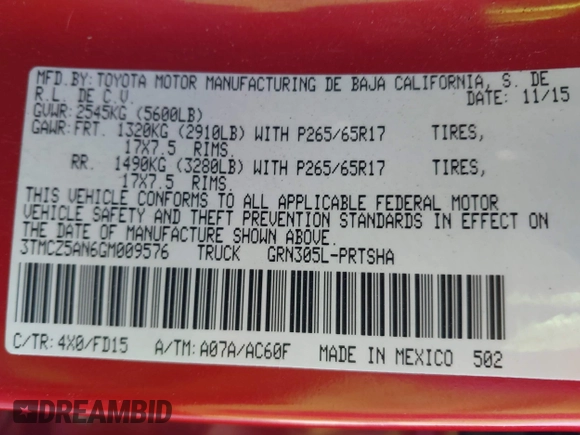 MFD.BY: TOYOTA MOTOR MANUFACTURING DE BAJA CALIFORNIA, S. DE
R.L. DE C.V. DATE: 11/15
GVWR: 2545KG (5600LB)
GAWR: FRT. 1320KG (2910LB) WITH P265/65R17 TIRES,
17X7.5 RIMS.
RR. 1490KG (3280LB) WITH P265/65R17 TIRES,
17X7.5 RIMS.
THIS VEHICLE CONFORMS TO ALL APPLICABLE FEDERAL MOTOR
VEHICLE SAFETY AND THEFT PREVENTION STANDARDS IN EFFECT ON
THE DATE OF MANUFACTURE SHOWN ABOVE.
3TMCZ5AN6GM009576 TRUCK GRN305L-PRTSHA
C/TR: 4X0/FD15 A/TM: A07A/AC60F MADE IN MEXICO 502
DREAMBID